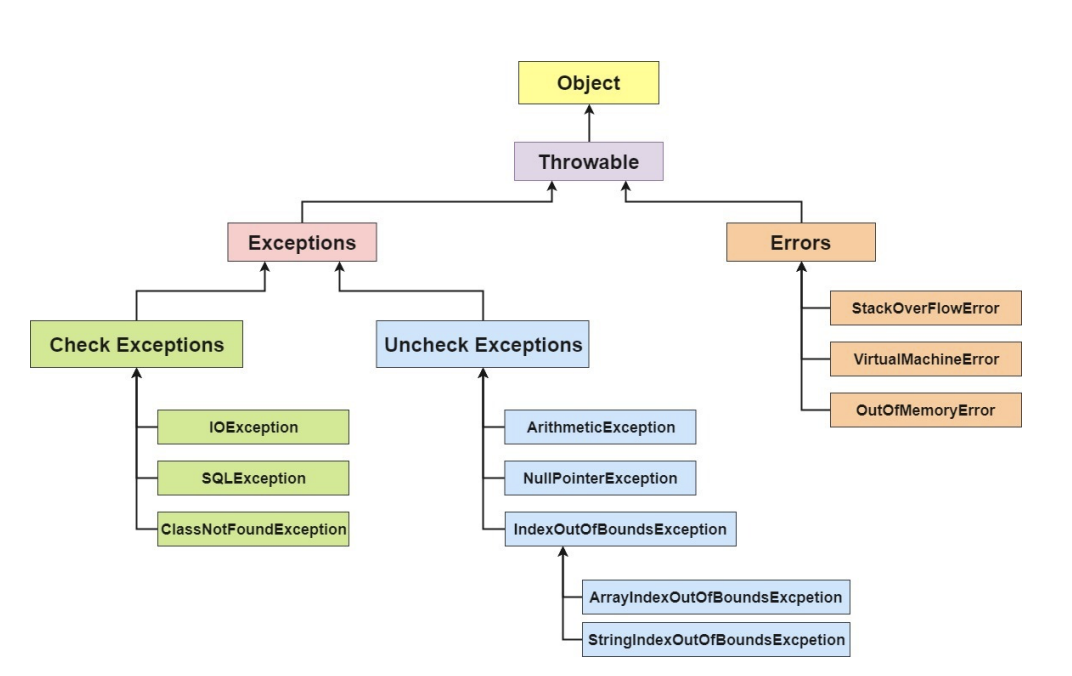 Object
Throwable
Exceptions
Errors
Check Exceptions
IOException
SQLException
ClassNotFoundException
Uncheck Exceptions
ArithmeticException
NullPointerException
IndexOutOfBoundsException
ArrayIndexOutOfBoundsExcpetion
StringIndexOutOfBoundsExcpetion
StackOverFlowError
VirtualMachineError
OutOfMemoryError